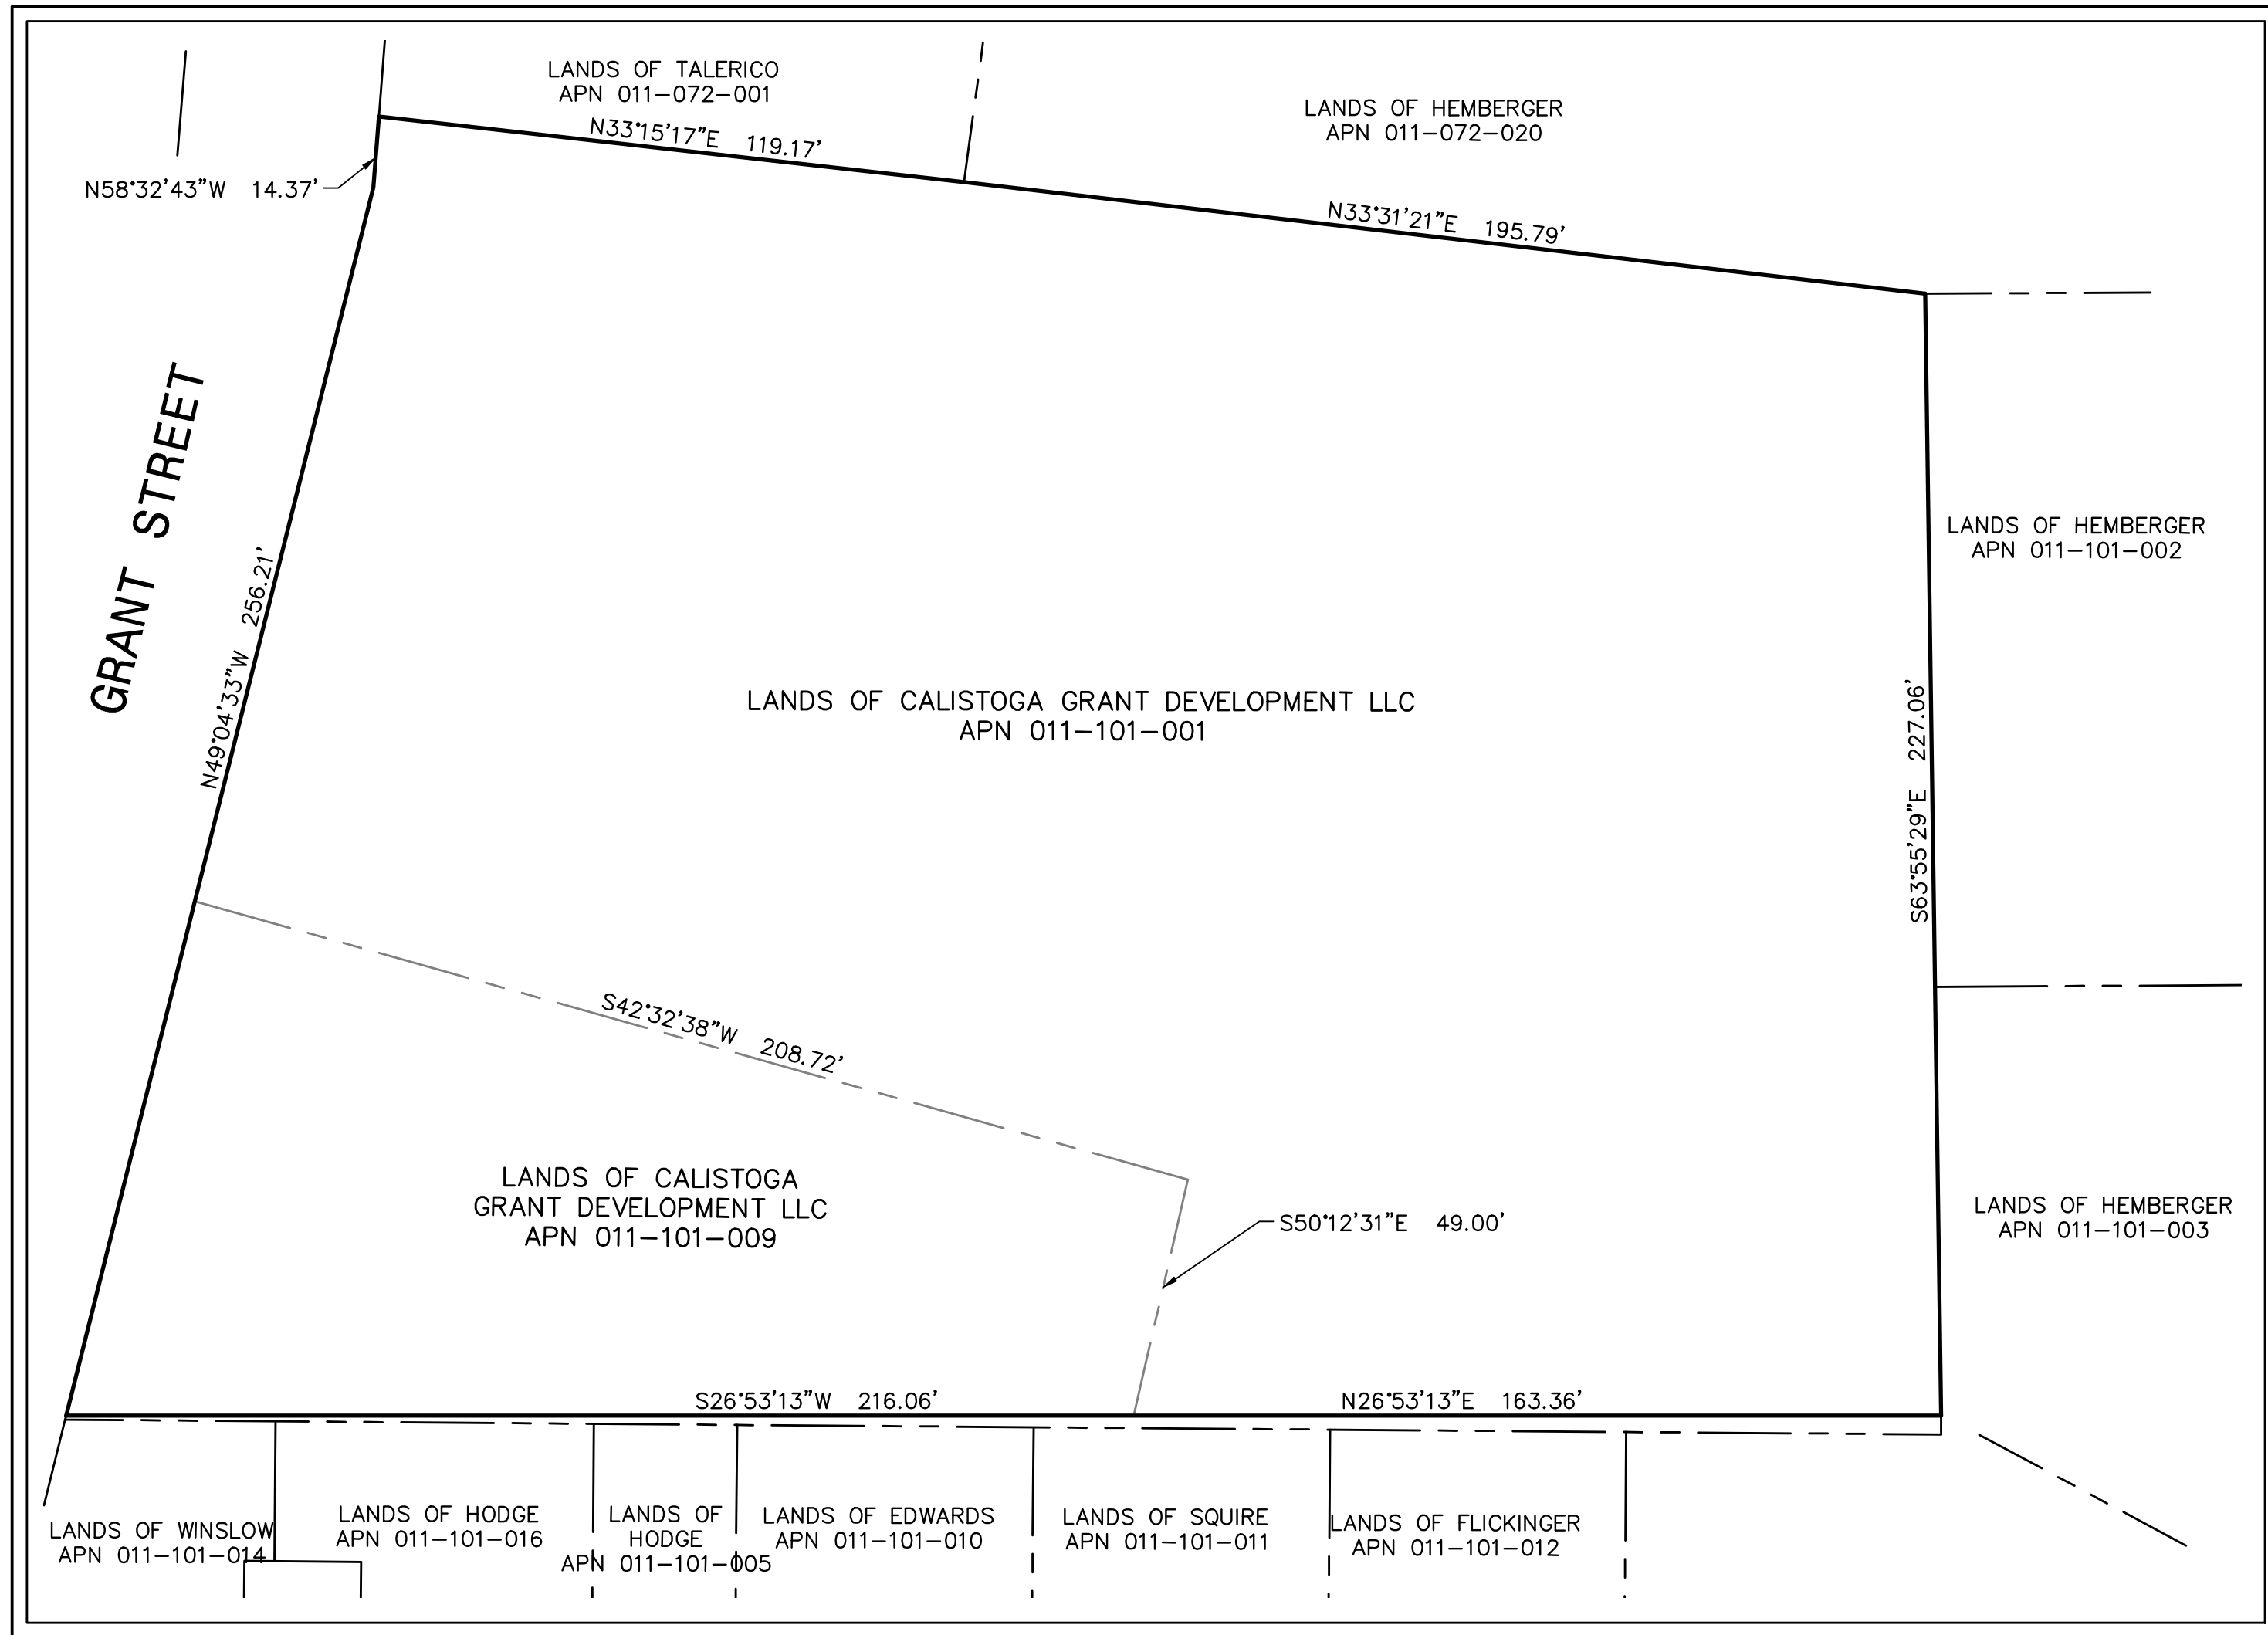 LANDS OF TALERICO
APN 011-072-001
N33°15'17"E 119.17'
LANDS OF HEMBERGER
APN 011-072-020
N58°32'43"W 14.37'
N33°31'21"E 195.79'
GRANT STREET
N49°04'33"W 256.21'
LANDS OF HEMBERGER
APN 011-101-002
LANDS OF CALISTOGA GRANT DEVELOPMENT LLC
APN 011-101-001
S63°55'29"E 227.06'
S42°32'38"W 208.72'
LANDS OF CALISTOGA
GRANT DEVELOPMENT LLC
APN 011-101-009
S50°12'31"E 49.00'
LANDS OF HEMBERGER
APN 011-101-003
S26°53'13"W 216.06'
N26°53'13"E 163.36'
LANDS OF WINSLOW
APN 011-101-014
LANDS OF HODGE
APN 011-101-016
LANDS OF
HODGE
APN 011-101-005
LANDS OF EDWARDS
APN 011-101-010
LANDS OF SQUIRE
APN 011-101-011
LANDS OF FLICKINGER
APN 011-101-012